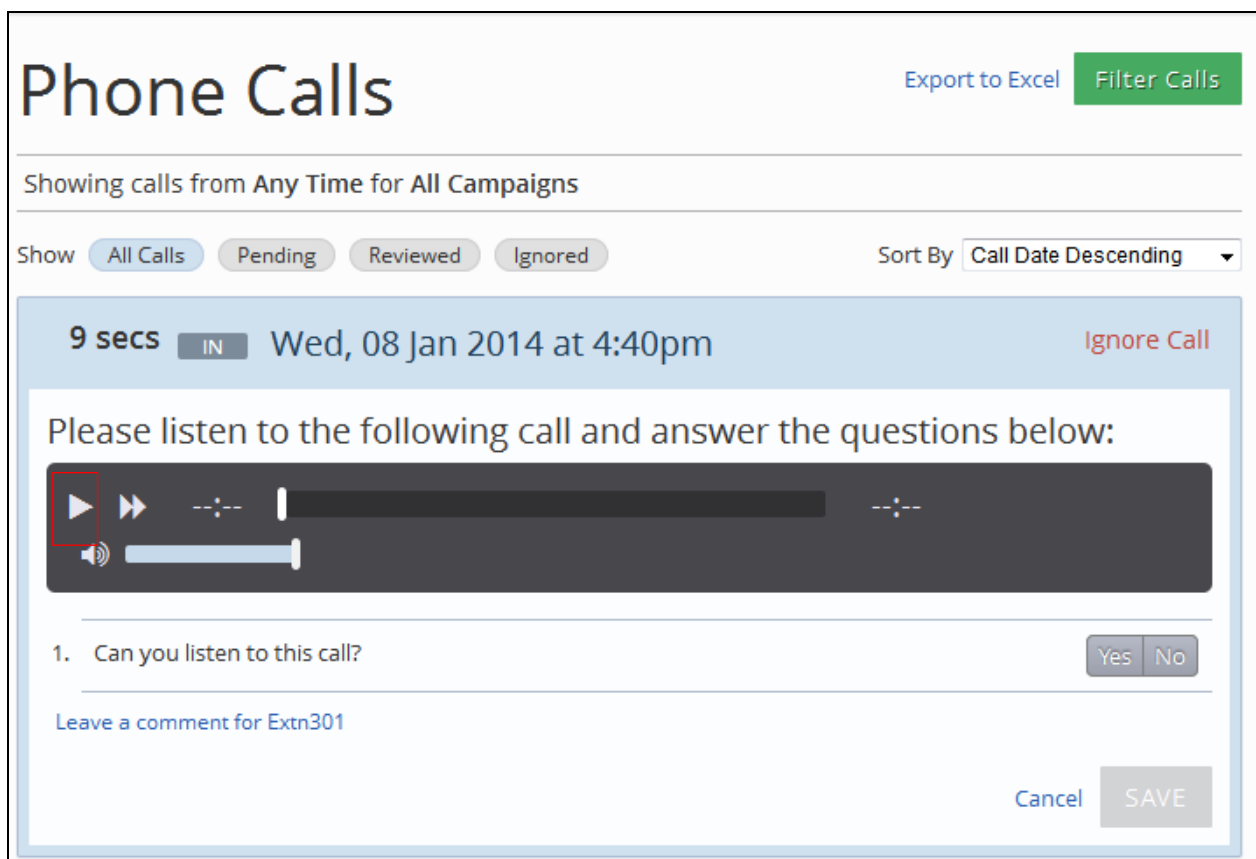 Phone Calls
Export to Excel Filter Calls
Showing calls from Any Time for All Campaigns
Show All Calls Pending Reviewed Ignored Sort By Call Date Descending
9 secs IN Wed, 08 Jan 2014 at 4:40pm Ignore Call
Please listen to the following call and answer the questions below:
--:-- --:--
1. Can you listen to this call? Yes No
Leave a comment for Extn301
Cancel SAVE